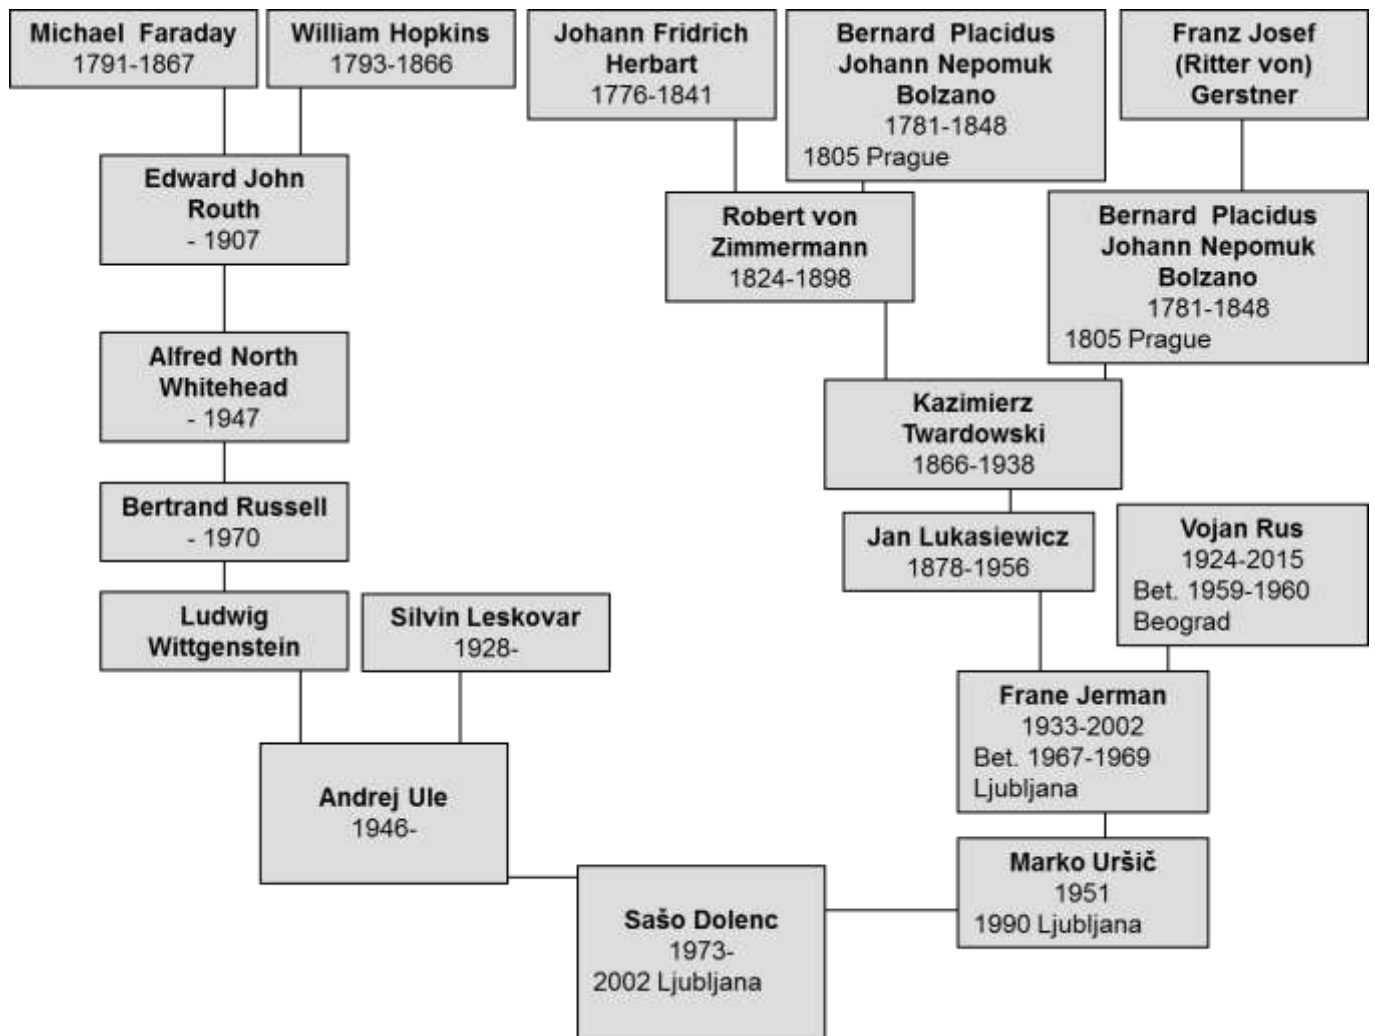 Michael Faraday
1791-1867
William Hopkins
1793-1866
Johann Fridrich
Herbart
1776-1841
Bernard Placidus
Johann Nepomuk
Bolzano
1781-1848
1805 Prague
Franz Josef
(Ritter von)
Gerstner
Edward John
Routh
- 1907
Robert von
Zimmermann
1824-1898
Bernard Placidus
Johann Nepomuk
Bolzano
1781-1848
1805 Prague
Alfred North
Whitehead
- 1947
Kazimierz
Twardowski
1866-1938
Bertrand Russell
- 1970
Jan Lukasiewicz
1878-1956
Vojan Rus
1924-2015
Bet. 1959-1960
Beograd
Ludwig
Wittgenstein
Silvin Leskovar
1928-
Frane Jerman
1933-2002
Bet. 1967-1969
Ljubljana
Andrej Ule
1946-
Marko Uršič
1951
1990 Ljubljana
Sašo Dolenc
1973-
2002 Ljubljana